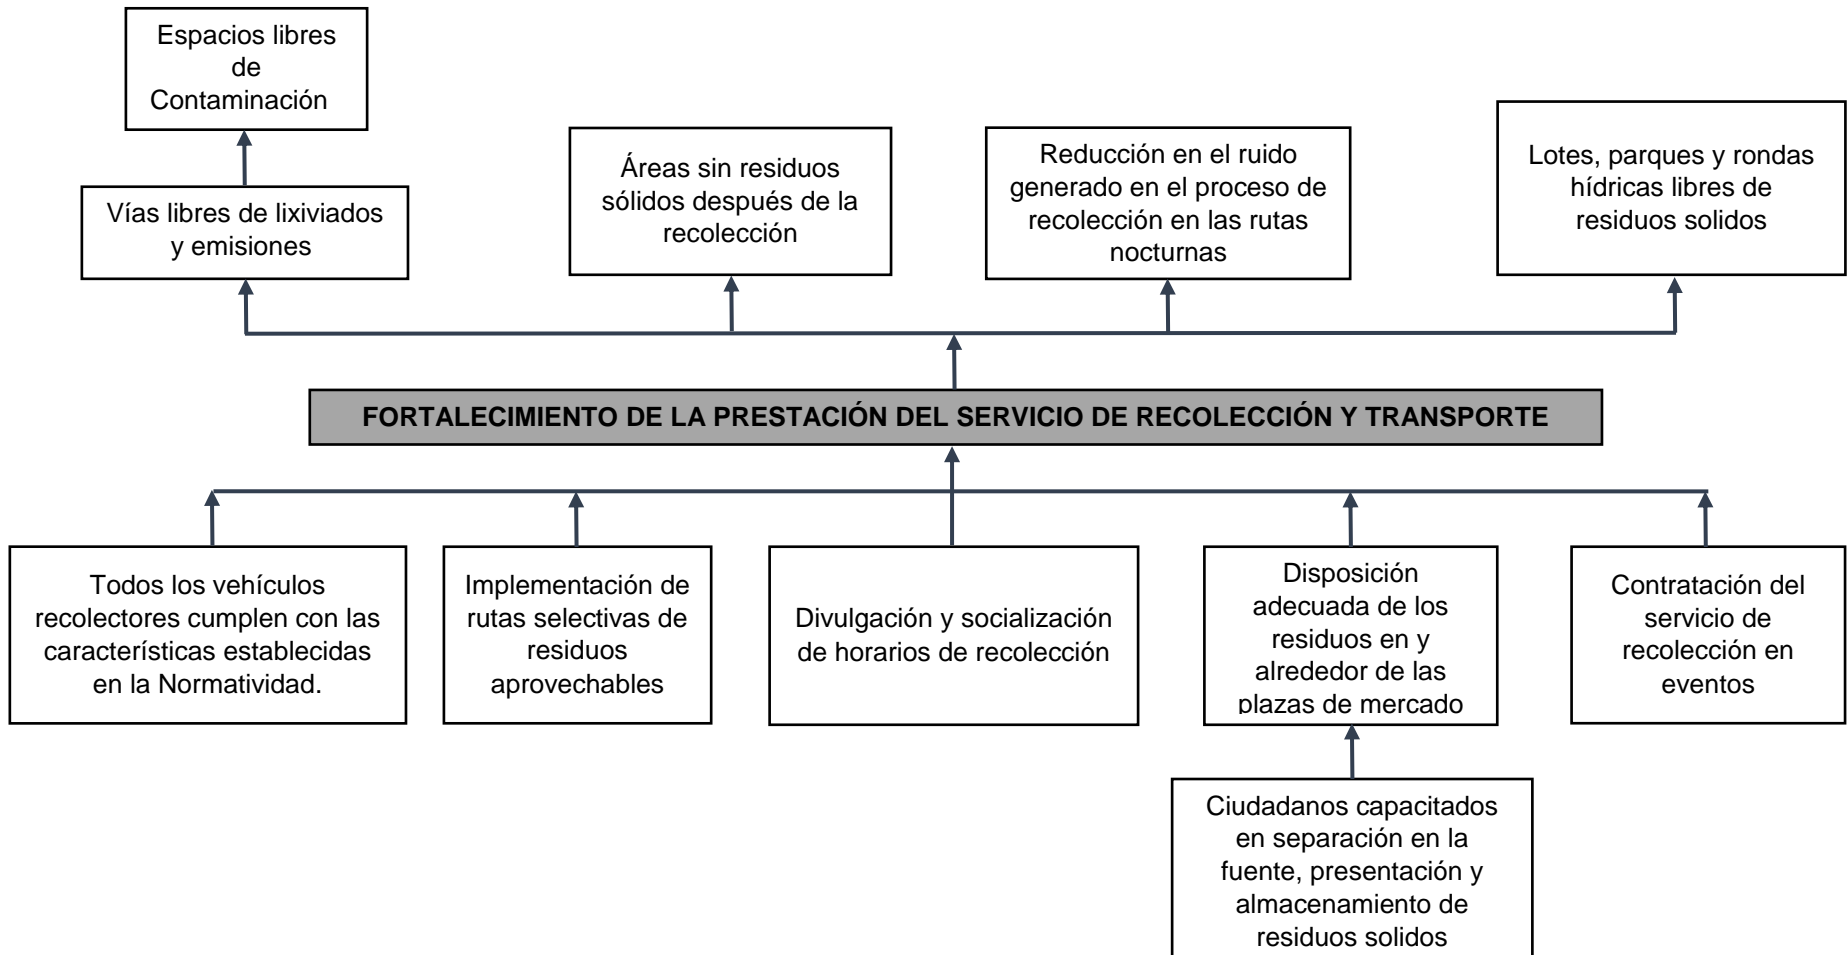 Espacios libres
de
Contaminación
Vías libres de lixiviados
y emisiones
Áreas sin residuos
sólidos después de la
recolección
Reducción en el ruido
generado en el proceso de
recolección en las rutas
nocturnas
Lotes, parques y rondas
hídricas libres de
residuos solidos
FORTALECIMIENTO DE LA PRESTACIÓN DEL SERVICIO DE RECOLECCIÓN Y TRANSPORTE
Todos los vehículos
recolectores cumplen con las
características establecidas
en la Normatividad.
Implementación de
rutas selectivas de
residuos
aprovechables
Divulgación y socialización
de horarios de recolección
Disposición
adecuada de los
residuos en y
alrededor de las
plazas de mercado
Contratación del
servicio de
recolección en
eventos
Ciudadanos capacitados
en separación en la
fuente, presentación y
almacenamiento de
residuos solidos